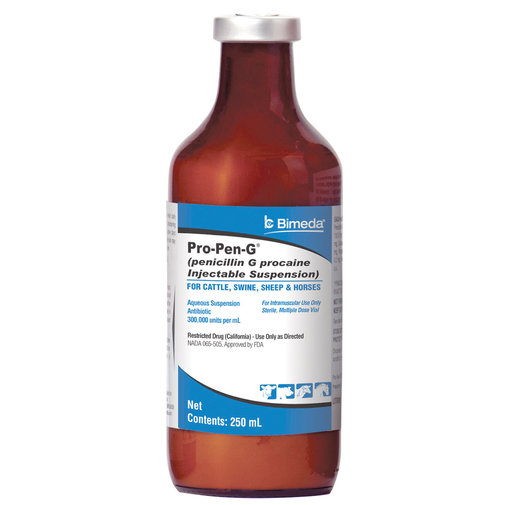 Bimeda®
Pro-Pen-G®
(penicillin G procaine
Injectable Suspension)
FOR CATTLE, SWINE, SHEEP & HORSES
Aqueous Suspension
Antibiotic
300,000 units per mL
For Intramuscular Use Only
Sterile, Multiple Dose Vial
Restricted Drug (California) - Use Only as Directed
NADA 065-505, Approved by FDA
Net
Contents: 250 mL